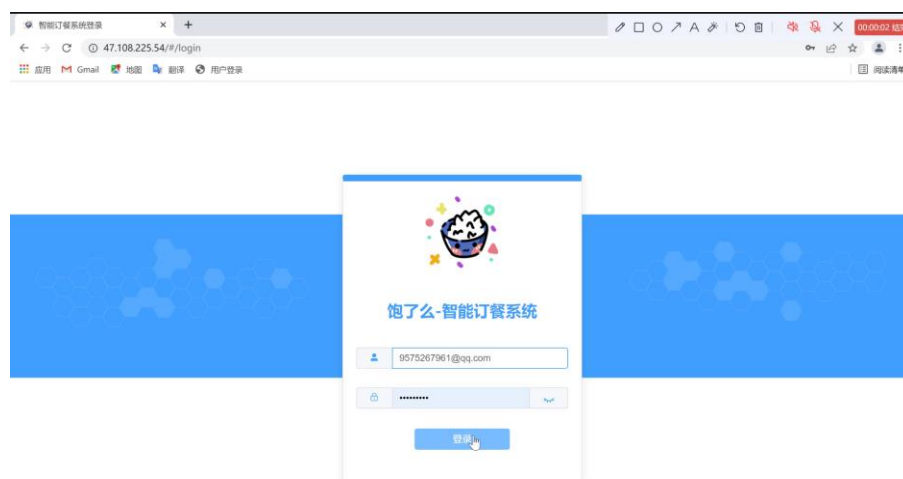 智能订餐系统登录
00:00:02 结束
47.108.225.54/#/login
应用 Gmail 地图 翻译 用户登录 阅读清单
饱了么-智能订餐系统
9575267961@qq.com
登录